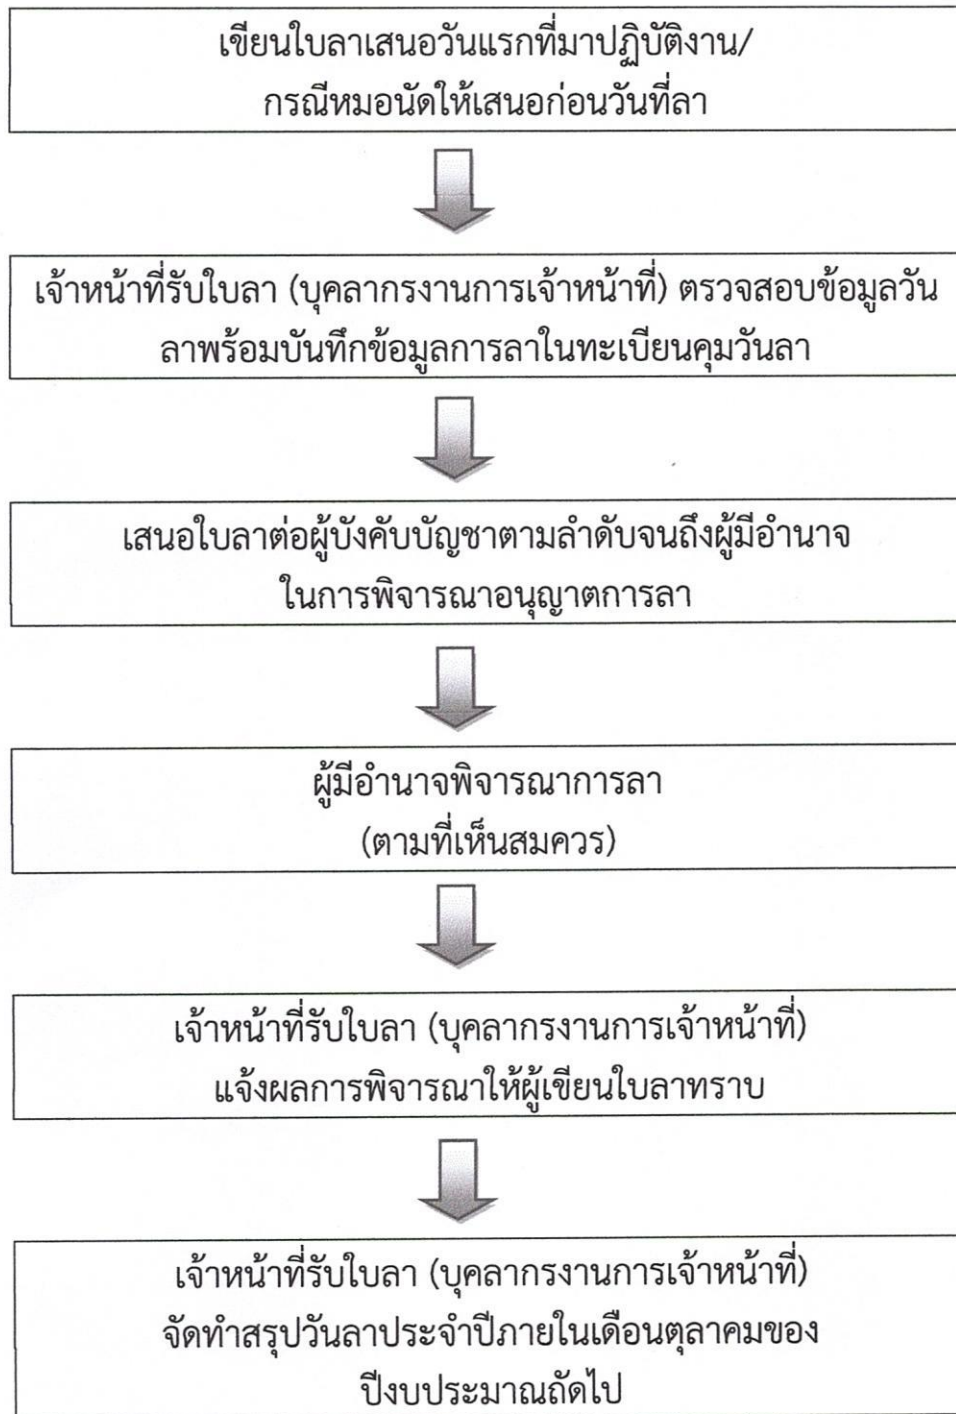 เขียนใบลาเสนอวันแรกที่มาปฏิบัติงาน/
กรณีหมอนัดให้เสนอก่อนวันที่ลา
เจ้าหน้าที่รับใบลา (บุคลากรงานการเจ้าหน้าที่) ตรวจสอบข้อมูลวัน
ลาพร้อมบันทึกข้อมูลการลาในทะเบียนคุมวันลา
เสนอใบลาต่อผู้บังคับบัญชาตามลำดับจนถึงผู้มีอำนาจ
ในการพิจารณาอนุญาตการลา
ผู้มีอำนาจพิจารณาการลา
(ตามที่เห็นสมควร)
เจ้าหน้าที่รับใบลา (บุคลากรงานการเจ้าหน้าที่)
แจ้งผลการพิจารณาให้ผู้เขียนใบลาทราบ
เจ้าหน้าที่รับใบลา (บุคลากรงานการเจ้าหน้าที่)
จัดทำสรุปวันลาประจำปีภายในเดือนตุลาคมของ
ปีงบประมาณถัดไป